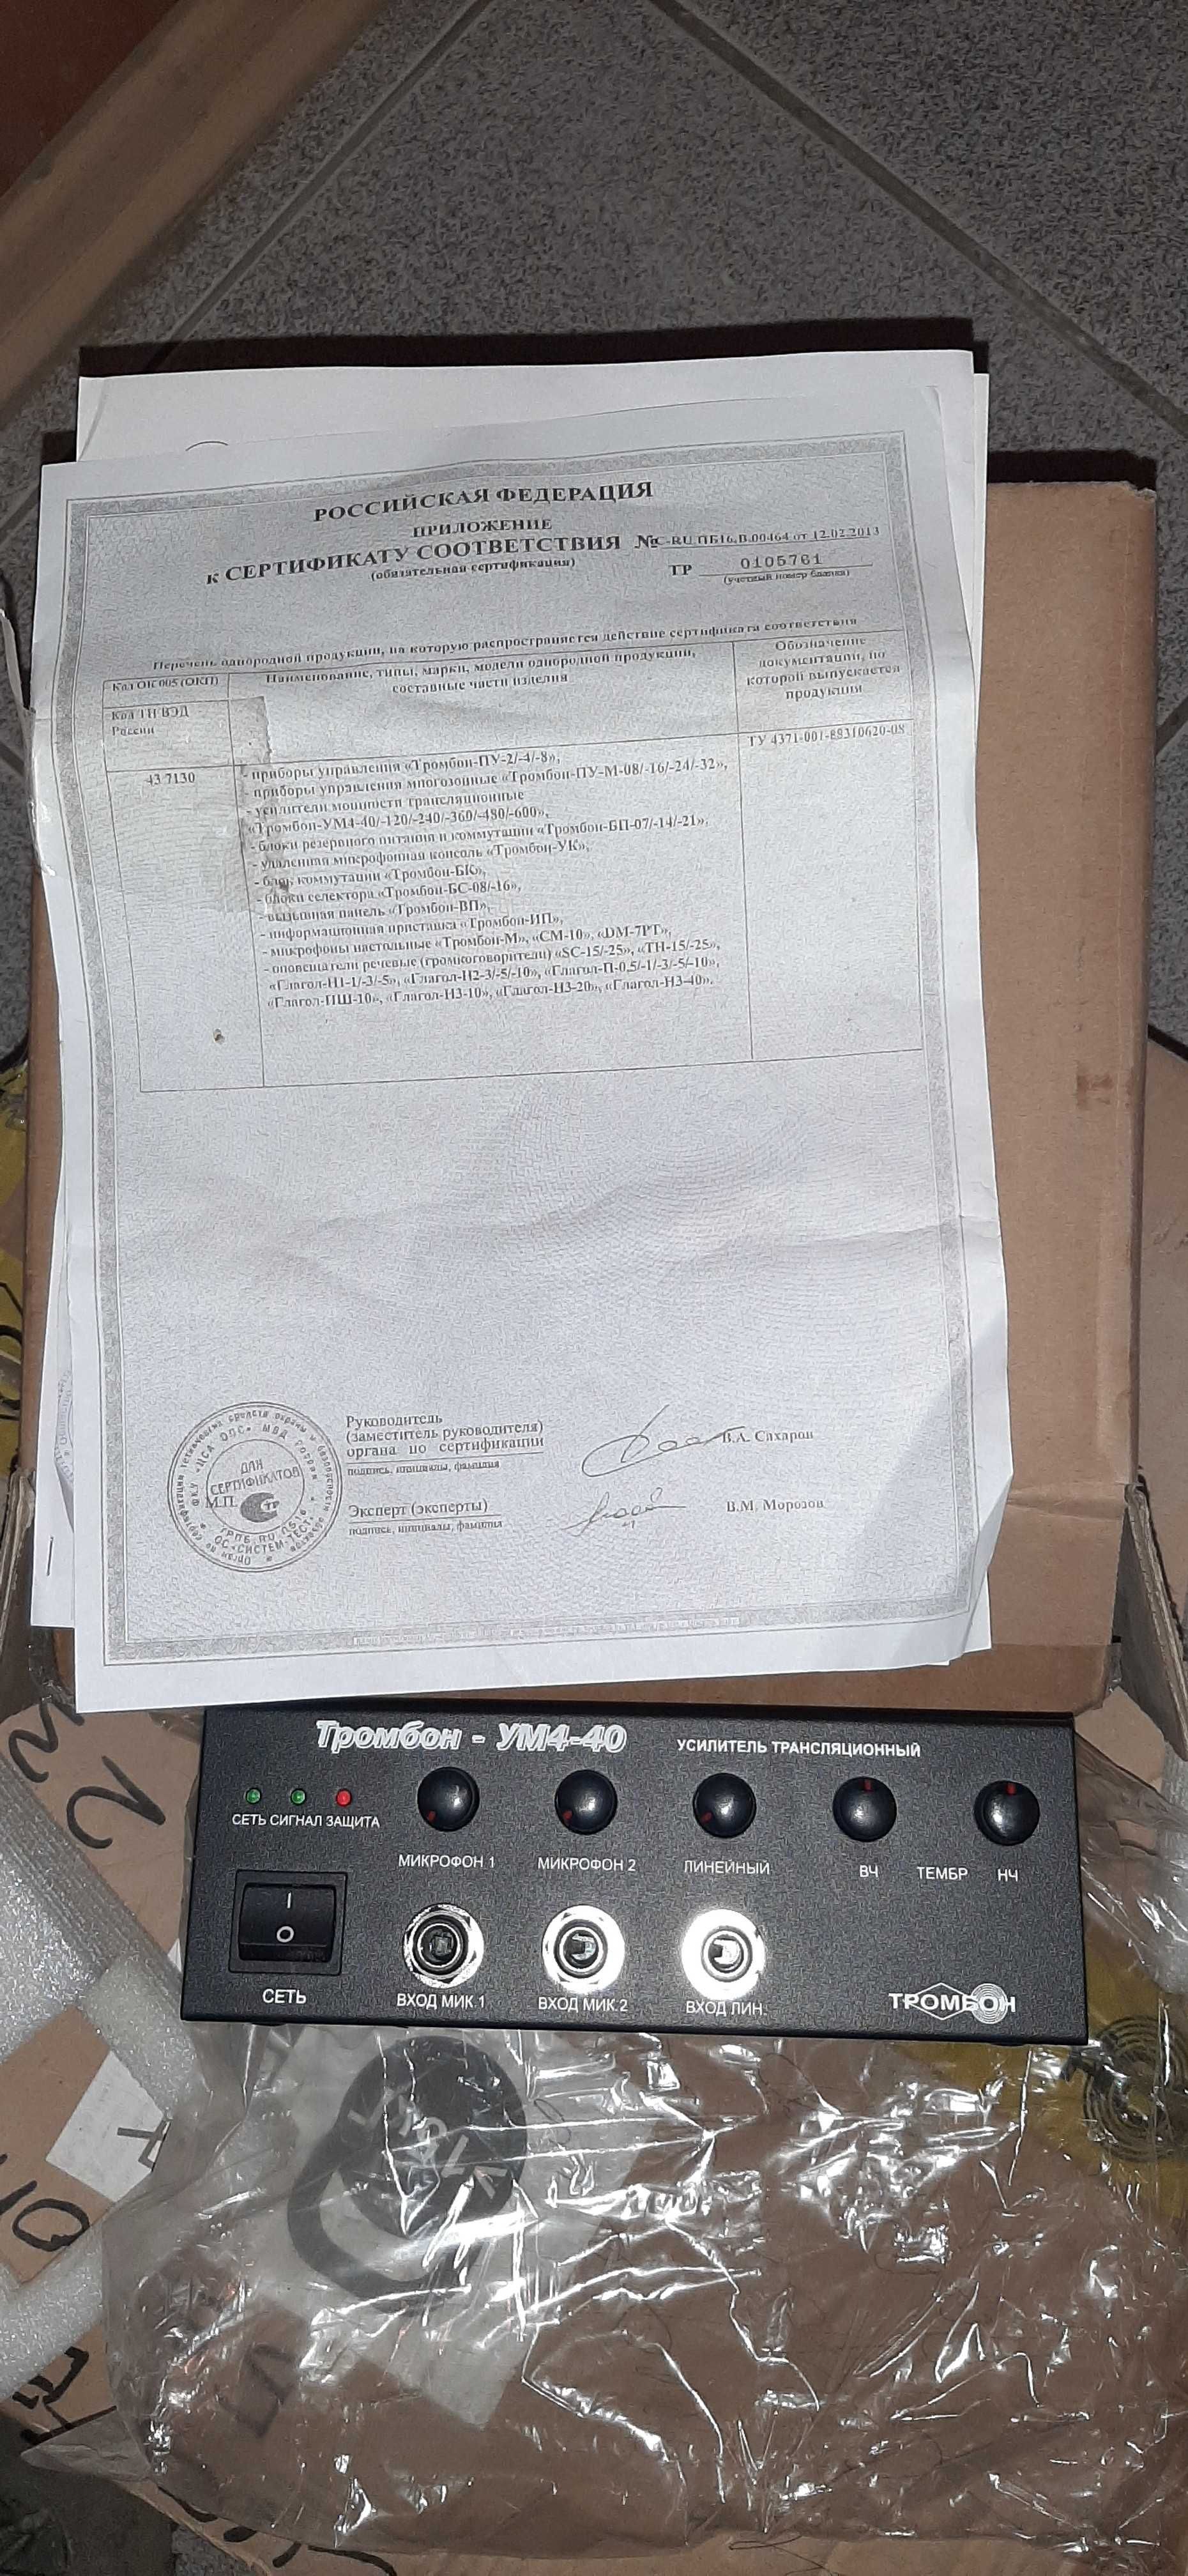 РОССИЙСКАЯ ФЕДЕРАЦИЯ
ПРИЛОЖЕНИЕ
к СЕРТИФИКАТУ СООТВЕТСТВИЯ № C-RU.ПБ16.В.00464 от 12.02.2013
(обязательная сертификация)
ТР 0105761
(учетный номер бланка)
Перечень однородной продукции, на которую распространяется действие сертификата соответствия
Код ОК 005 (ОКП)
Код ТН ВЭД
России
Наименование, типы, марки, модели однородной продукции,
составные части изделия
Обозначение
документации, по
которой выпускается
продукция
43 7130
- приборы управления «Тромбон-ПУ-2/-4/-8»,
- приборы управления многозонные «Тромбон-ПУ-М-08/-16/-24/-32»,
- усилители мощности трансляционные
«Тромбон-УМ4-40/-120/-240/-360/-480/-600»,
- блоки резервного питания и коммутации «Тромбон-БП-07/-14/-21»,
- удаленная микрофонная консоль «Тромбон-УК»,
- блок коммутации «Тромбон-БК»,
- блоки селектора «Тромбон-БС-08/-16»,
- вызывная панель «Тромбон-ВП»,
- информационная приставка «Тромбон-ИП»,
- микрофоны настольные «Тромбон-М», «СМ-10», «DM-7РТ»,
- оповещатели речевые (громкоговорители) «SC-15/-25», «ТН-15/-25»,
«Глагол-Н1-1/-3/-5», «Глагол-Н2-3/-5/-10», «Глагол-П-0,5/-1/-3/-5/-10»,
«Глагол-ПШ-10», «Глагол-Н3-10», «Глагол-Н3-20», «Глагол-Н3-40».
ТУ 4371-001-88310620-08
Руководитель
(заместитель руководителя)
органа по сертификации
подпись, инициалы, фамилия
В.А. Сахаров
Эксперт (эксперты)
подпись, инициалы, фамилия
В.М. Морозов
ДЛЯ
СЕРТИФИКАТОВ
М.П.
Тромбон - УМ4-40
УСИЛИТЕЛЬ ТРАНСЛЯЦИОННЫЙ
СЕТЬ СИГНАЛ ЗАЩИТА
МИКРОФОН 1 МИКРОФОН 2 ЛИНЕЙНЫЙ ВЧ ТЕМБР НЧ
СЕТЬ ВХОД МИК.1 ВХОД МИК.2 ВХОД ЛИН.
ТРОМБОН